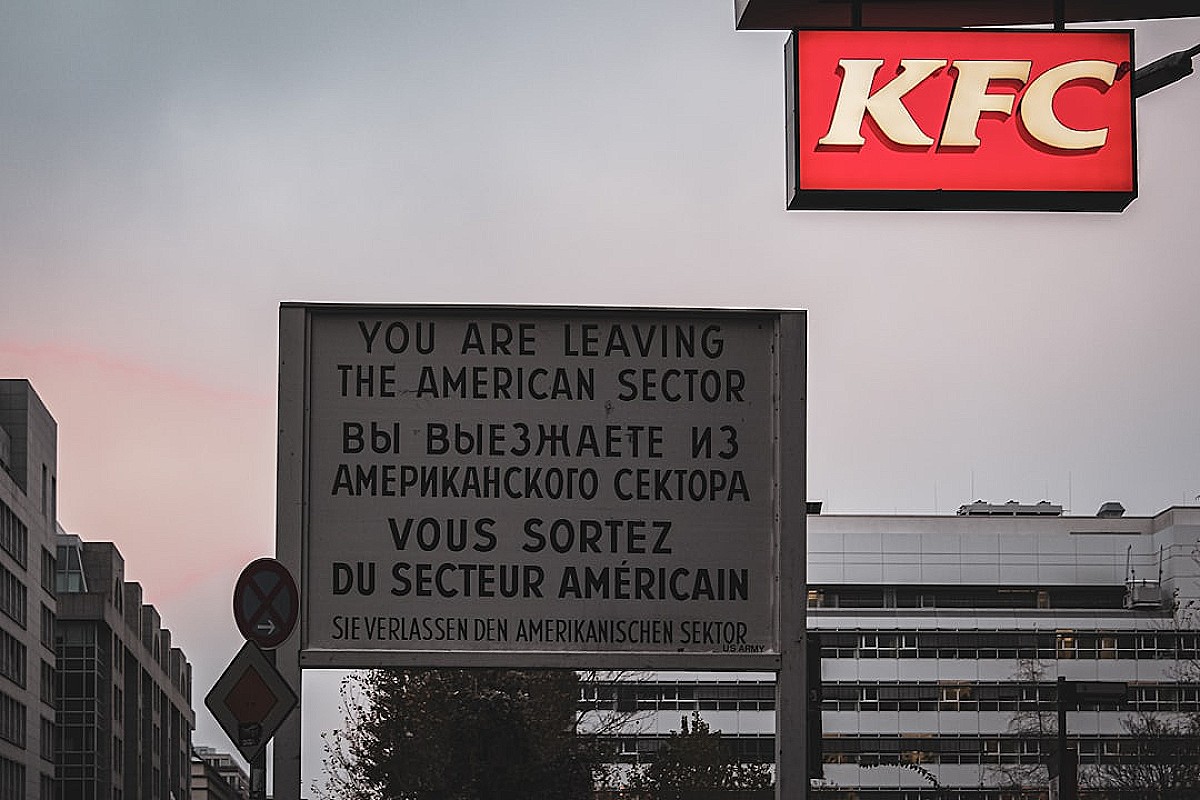 KFC
YOU ARE LEAVING
THE AMERICAN SECTOR
ВЫ ВЫЕЗЖАЕТЕ ИЗ
АМЕРИКАНСКОГО СЕКТОРА
VOUS SORTEZ
DU SECTEUR AMÉRICAIN
SIE VERLASSEN DEN AMERIKANISCHEN SEKTOR
US ARMY